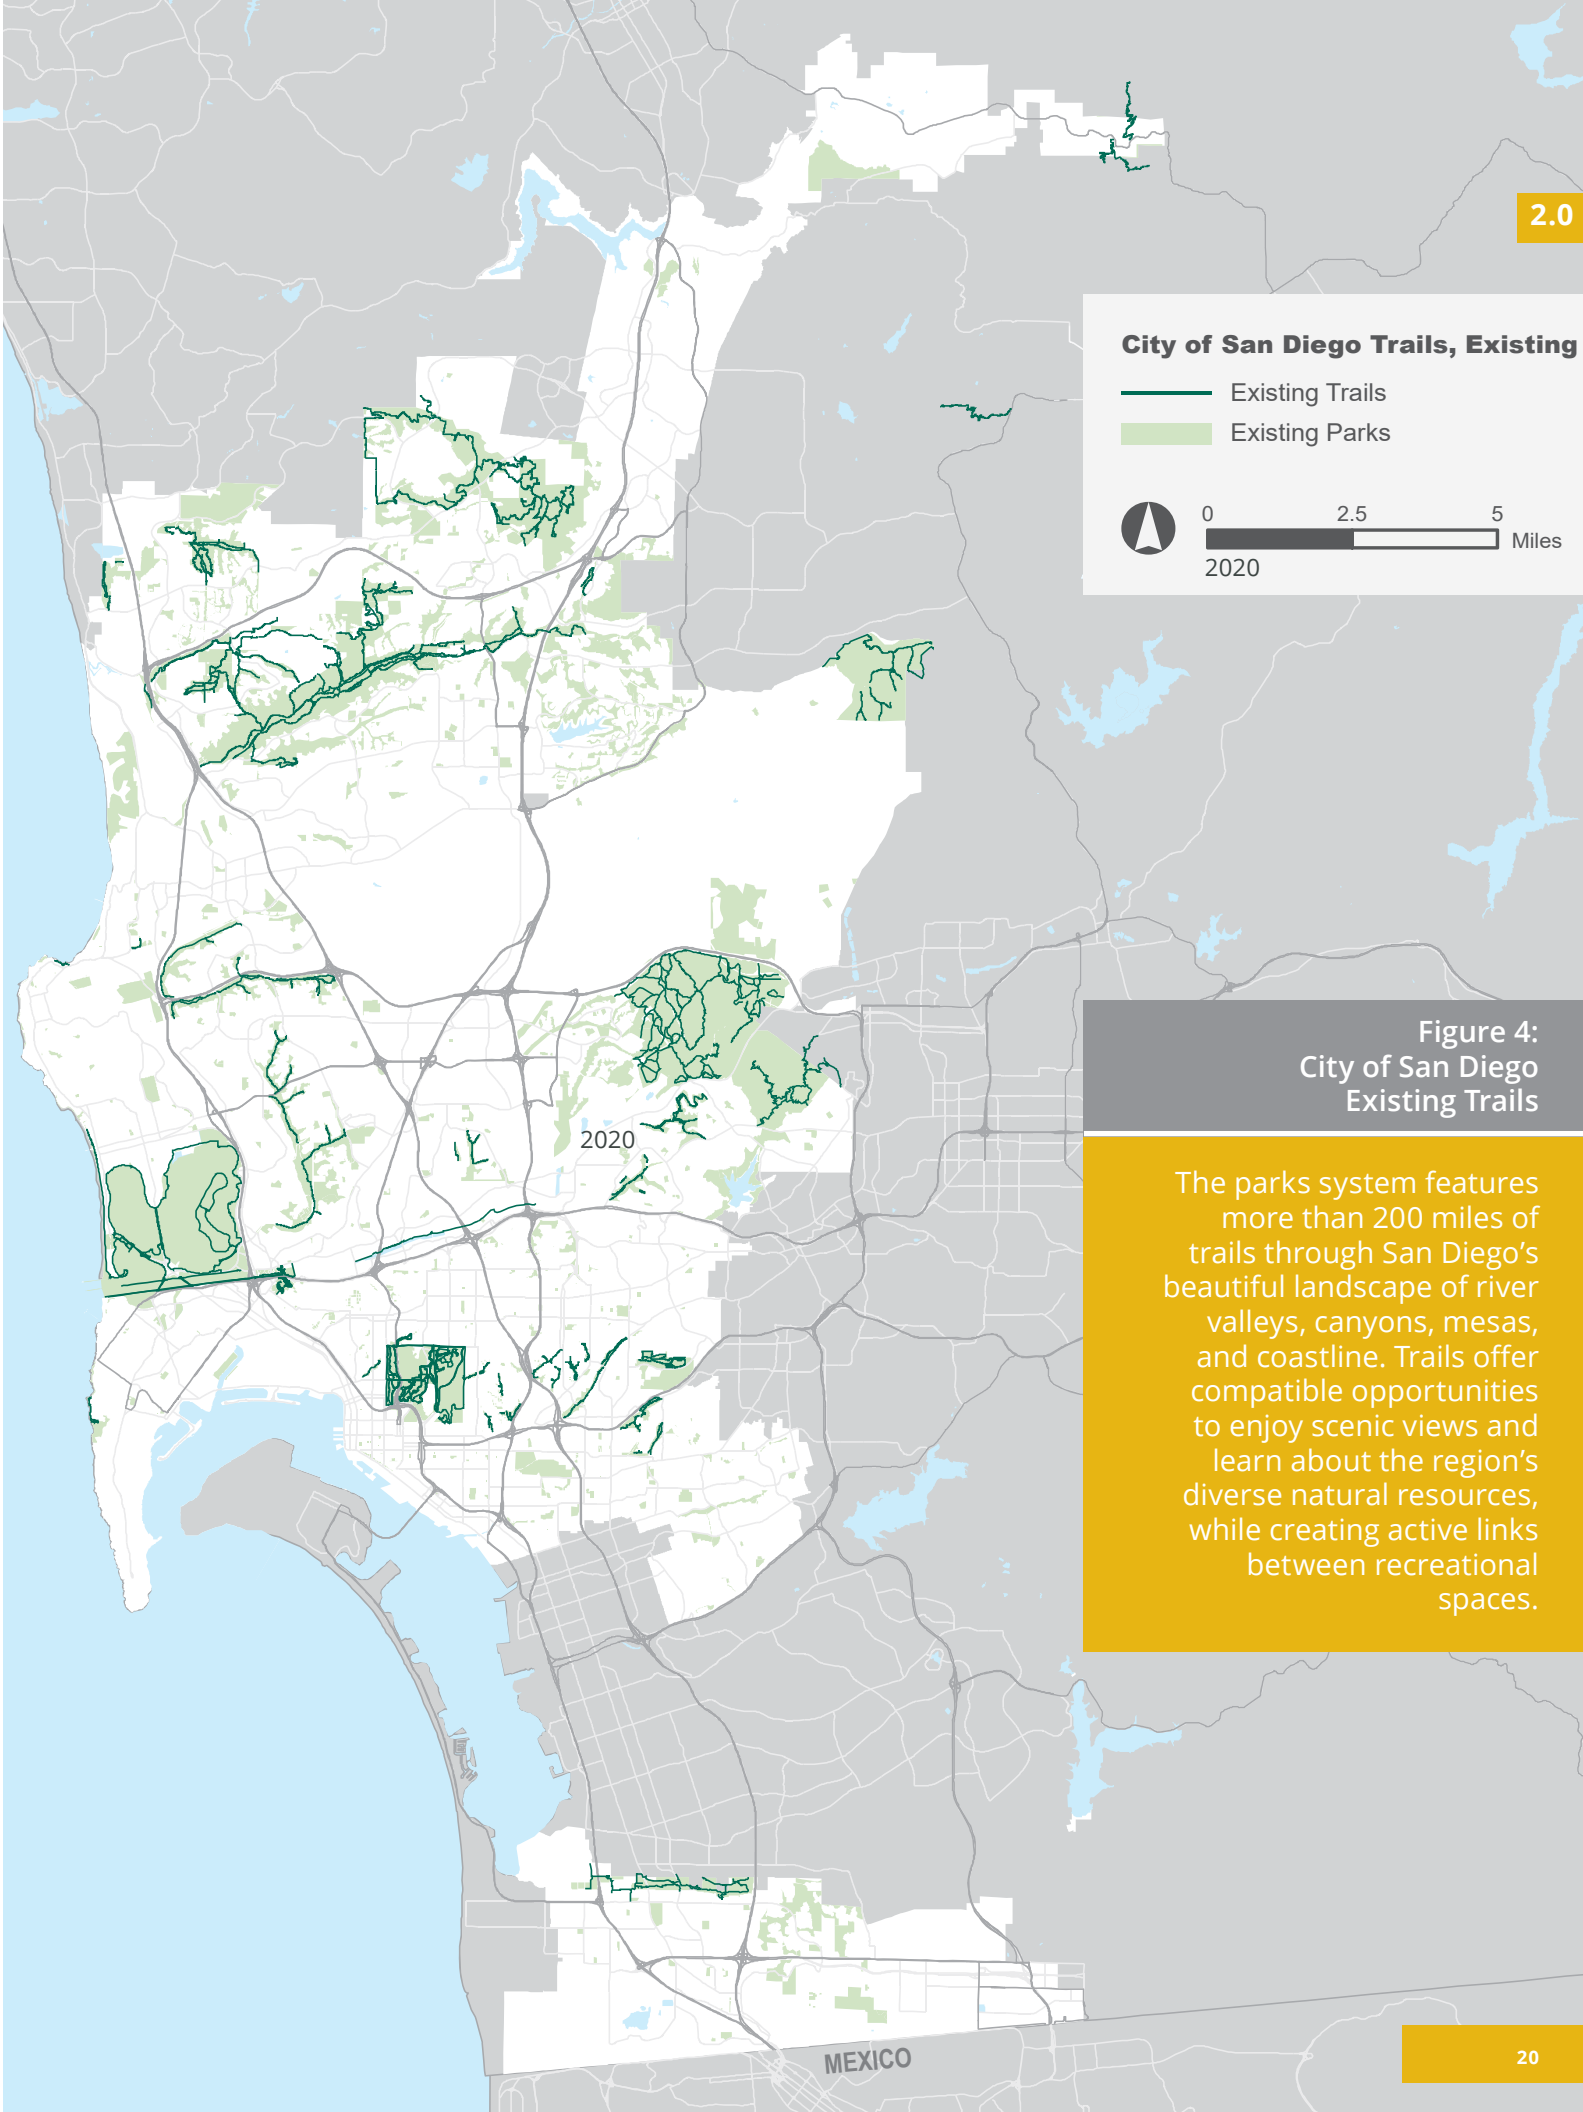 2.0
City of San Diego Trails, Existing
Existing Trails
Existing Parks
0 2.5 5
Miles
2020
Figure 4:
City of San Diego
Existing Trails
2020
The parks system features
more than 200 miles of
trails through San Diego’s
beautiful landscape of river
valleys, canyons, mesas,
and coastline. Trails offer
compatible opportunities
to enjoy scenic views and
learn about the region’s
diverse natural resources,
while creating active links
between recreational
spaces.
MEXICO
20